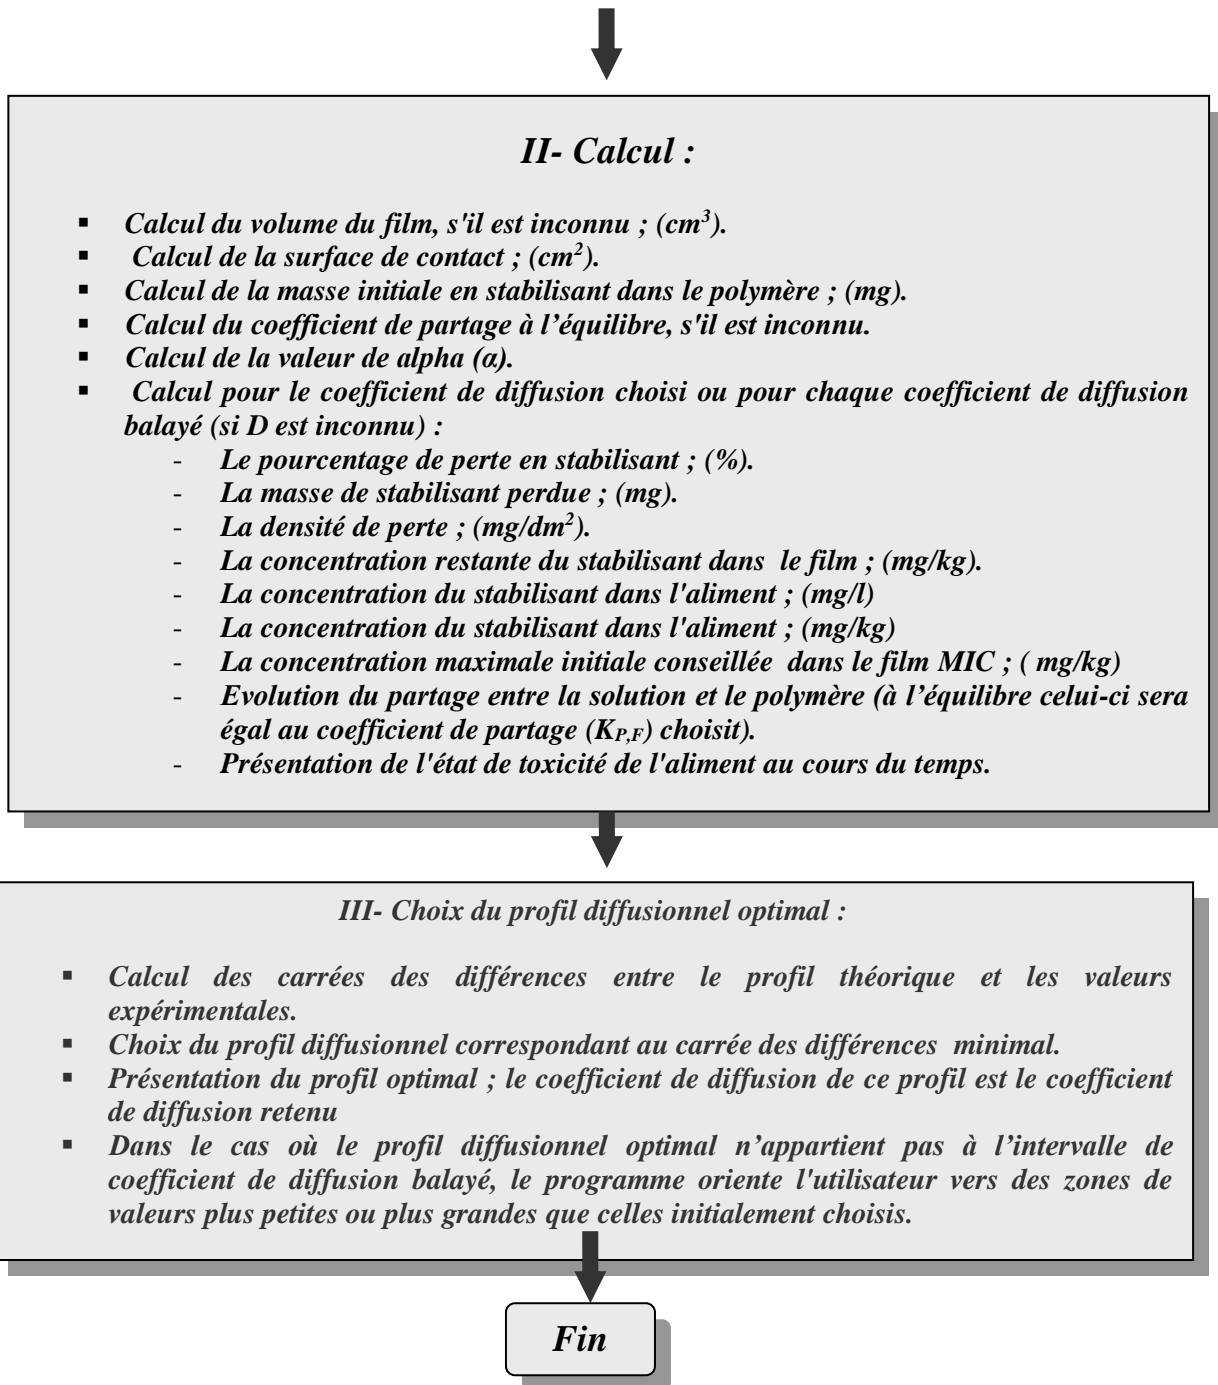 II- Calcul :
▪ Calcul du volume du film, s'il est inconnu ; (cm³).
▪ Calcul de la surface de contact ; (cm²).
▪ Calcul de la masse initiale en stabilisant dans le polymère ; (mg).
▪ Calcul du coefficient de partage à l’équilibre, s'il est inconnu.
▪ Calcul de la valeur de alpha (α).
▪ Calcul pour le coefficient de diffusion choisi ou pour chaque coefficient de diffusion
balayé (si D est inconnu) :
- Le pourcentage de perte en stabilisant ; (%).
- La masse de stabilisant perdue ; (mg).
- La densité de perte ; (mg/dm²).
- La concentration restante du stabilisant dans le film ; (mg/kg).
- La concentration du stabilisant dans l'aliment ; (mg/l)
- La concentration du stabilisant dans l'aliment ; (mg/kg)
- La concentration maximale initiale conseillée dans le film MIC ; ( mg/kg)
- Evolution du partage entre la solution et le polymère (à l’équilibre celui-ci sera
égal au coefficient de partage (K_P,F) choisit).
- Présentation de l'état de toxicité de l'aliment au cours du temps.
III- Choix du profil diffusionnel optimal :
▪ Calcul des carrées des différences entre le profil théorique et les valeurs
expérimentales.
▪ Choix du profil diffusionnel correspondant au carrée des différences minimal.
▪ Présentation du profil optimal ; le coefficient de diffusion de ce profil est le coefficient
de diffusion retenu
▪ Dans le cas où le profil diffusionnel optimal n’appartient pas à l’intervalle de
coefficient de diffusion balayé, le programme oriente l'utilisateur vers des zones de
valeurs plus petites ou plus grandes que celles initialement choisis.
Fin